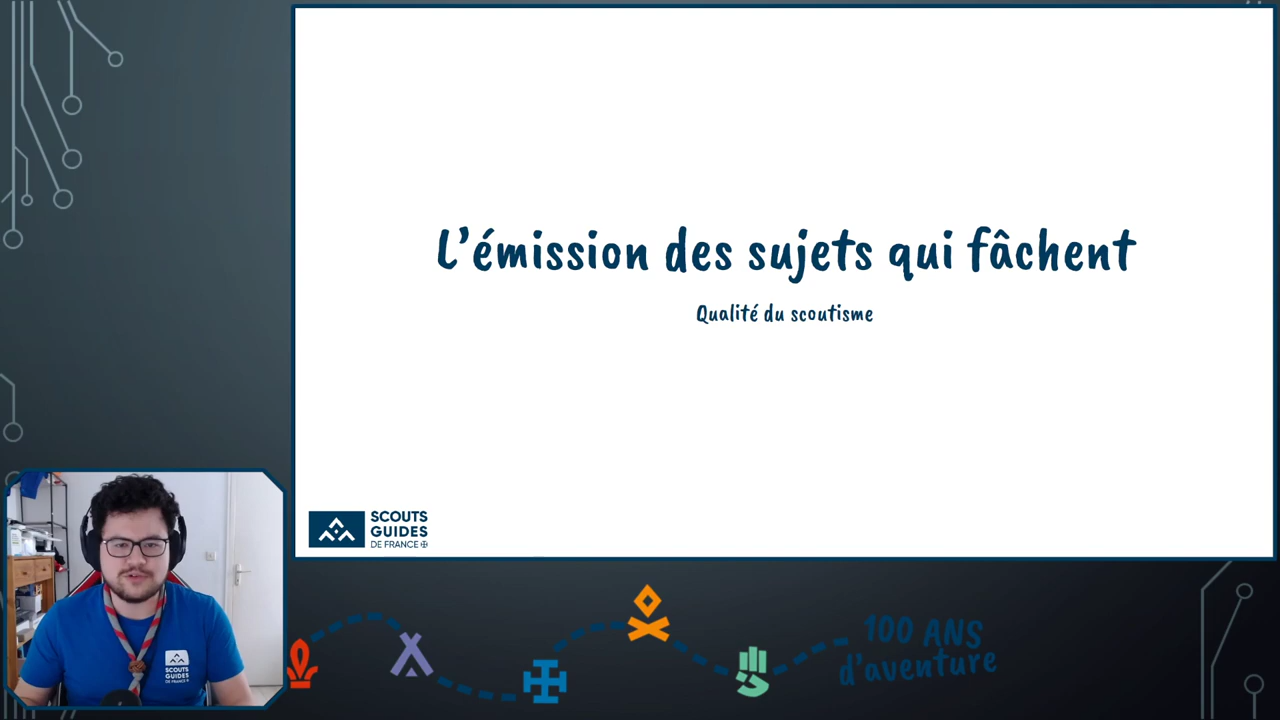 L'émission des sujets qui fâchent
Qualité du scoutisme
SCOUTS
GUIDES
DE FRANCE
SCOUTS
GUIDES
DE FRANCE
100 ANS
d'aventure